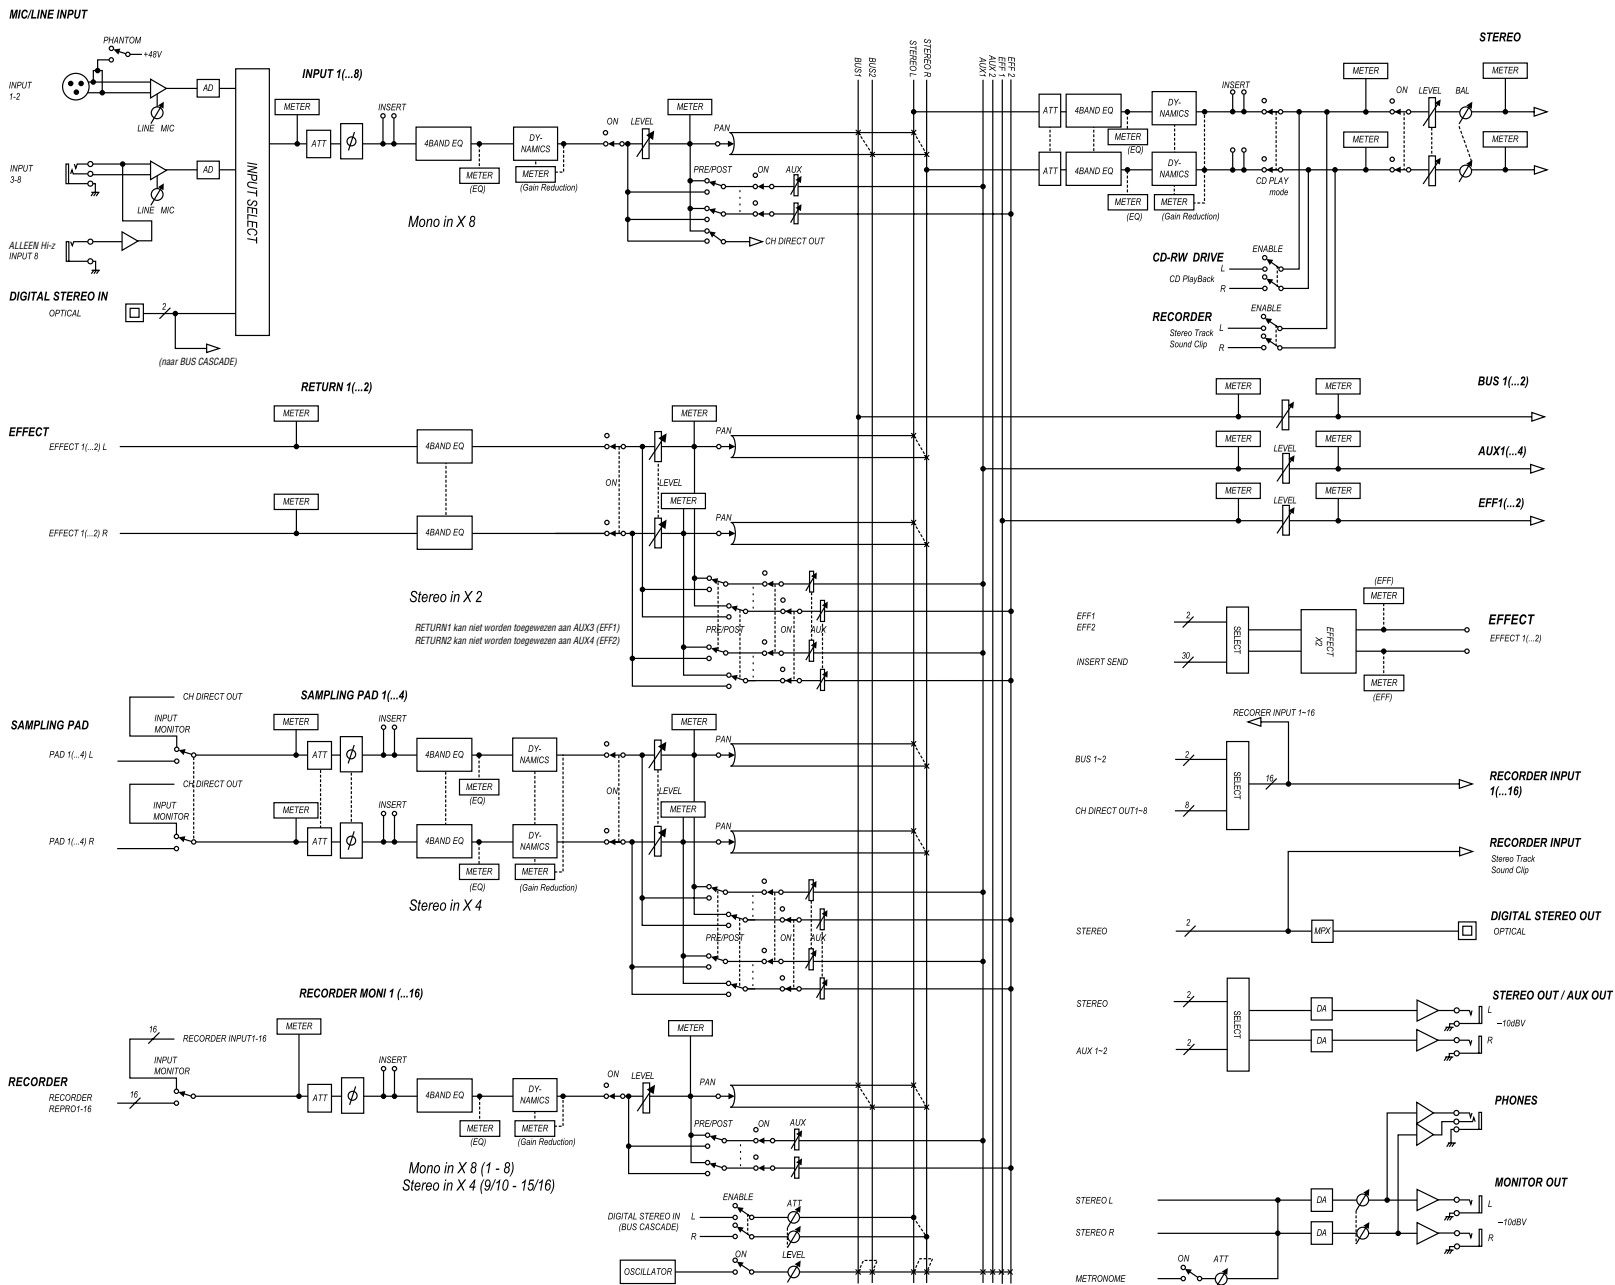 MIC/LINE INPUT
PHANTOM
+48V
INPUT
1-2
AD
LINE MIC
INPUT
3-8
AD
LINE MIC
ALLEEN Hi-z
INPUT 8
DIGITAL STEREO IN
OPTICAL
2
(naar BUS CASCADE)
INPUT SELECT
INPUT 1(...8)
METER
ATT
ϕ
INSERT
4BAND EQ
METER
(EQ)
DY-
NAMICS
METER
(Gain Reduction)
ON
LEVEL
METER
PAN
PRE/POST
ON
AUX
CH DIRECT OUT
Mono in X 8
BUS1
BUS2
STEREO L
STEREO R
AUX1
AUX 2
EFF 1
EFF 2
STEREO
ATT
4BAND EQ
METER
(EQ)
DY-
NAMICS
INSERT
METER
ON
LEVEL
BAL
METER
ATT
4BAND EQ
METER
(EQ)
DY-
NAMICS
METER
(Gain Reduction)
CD PLAY
mode
METER
METER
CD-RW DRIVE
CD PlayBack
L
R
ENABLE
RECORDER
Stereo Track
Sound Clip
L
R
ENABLE
RETURN 1(...2)
EFFECT
EFFECT 1(...2) L
METER
4BAND EQ
METER
PAN
ON
LEVEL
EFFECT 1(...2) R
METER
4BAND EQ
METER
PAN
PRE/POST
ON
AUX
Stereo in X 2
RETURN1 kan niet worden toegewezen aan AUX3 (EFF1)
RETURN2 kan niet worden toegewezen aan AUX4 (EFF2)
METER
METER
BUS 1(...2)
METER
LEVEL
METER
AUX1(...4)
METER
LEVEL
METER
EFF1(...2)
EFF1
EFF2
2
INSERT SEND
30
SELECT
EFFECT
X2
(EFF)
METER
METER
(EFF)
EFFECT
EFFECT 1(...2)
SAMPLING PAD 1(...4)
SAMPLING PAD
CH DIRECT OUT
INPUT
MONITOR
PAD 1(...4) L
METER
ATT
ϕ
INSERT
4BAND EQ
METER
(EQ)
DY-
NAMICS
METER
PAN
ON
LEVEL
CH DIRECT OUT
INPUT
MONITOR
PAD 1(...4) R
METER
ATT
ϕ
INSERT
4BAND EQ
METER
(EQ)
DY-
NAMICS
METER
(Gain Reduction)
METER
PAN
PRE/POST
ON
AUX
Stereo in X 4
RECORER INPUT 1~16
BUS 1~2
2
CH DIRECT OUT1~8
8
SELECT
16
RECORDER INPUT
1(...16)
RECORDER INPUT
Stereo Track
Sound Clip
STEREO
2
MPX
DIGITAL STEREO OUT
OPTICAL
RECORDER MONI 1 (...16)
RECORDER
RECORDER
REPRO1-16
16
RECORDER INPUT1-16
16
INPUT
MONITOR
METER
ATT
ϕ
INSERT
4BAND EQ
METER
(EQ)
DY-
NAMICS
METER
(Gain Reduction)
ON
LEVEL
METER
PAN
PRE/POST
ON
AUX
Mono in X 8 (1 - 8)
Stereo in X 4 (9/10 - 15/16)
STEREO
2
AUX 1~2
2
SELECT
DA
DA
STEREO OUT / AUX OUT
L
–10dBV
R
PHONES
MONITOR OUT
STEREO L
STEREO R
DA
DA
L
–10dBV
R
METRONOME
ON
ATT
DIGITAL STEREO IN
(BUS CASCADE)
L
R
ENABLE
ATT
OSCILLATOR
ON
LEVEL